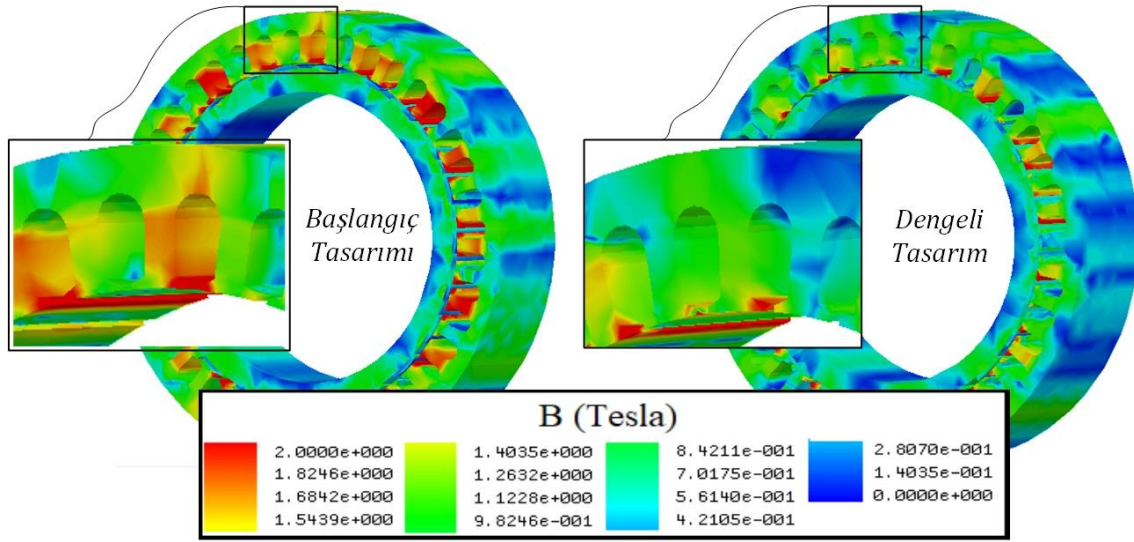 Başlangıç
Tasarımı
Dengeli
Tasarım
B (Tesla)
2.0000e+000
1.8246e+000
1.6842e+000
1.5439e+000
1.4035e+000
1.2632e+000
1.1228e+000
9.8246e-001
8.4211e-001
7.0175e-001
5.6140e-001
4.2105e-001
2.8070e-001
1.4035e-001
0.0000e+000